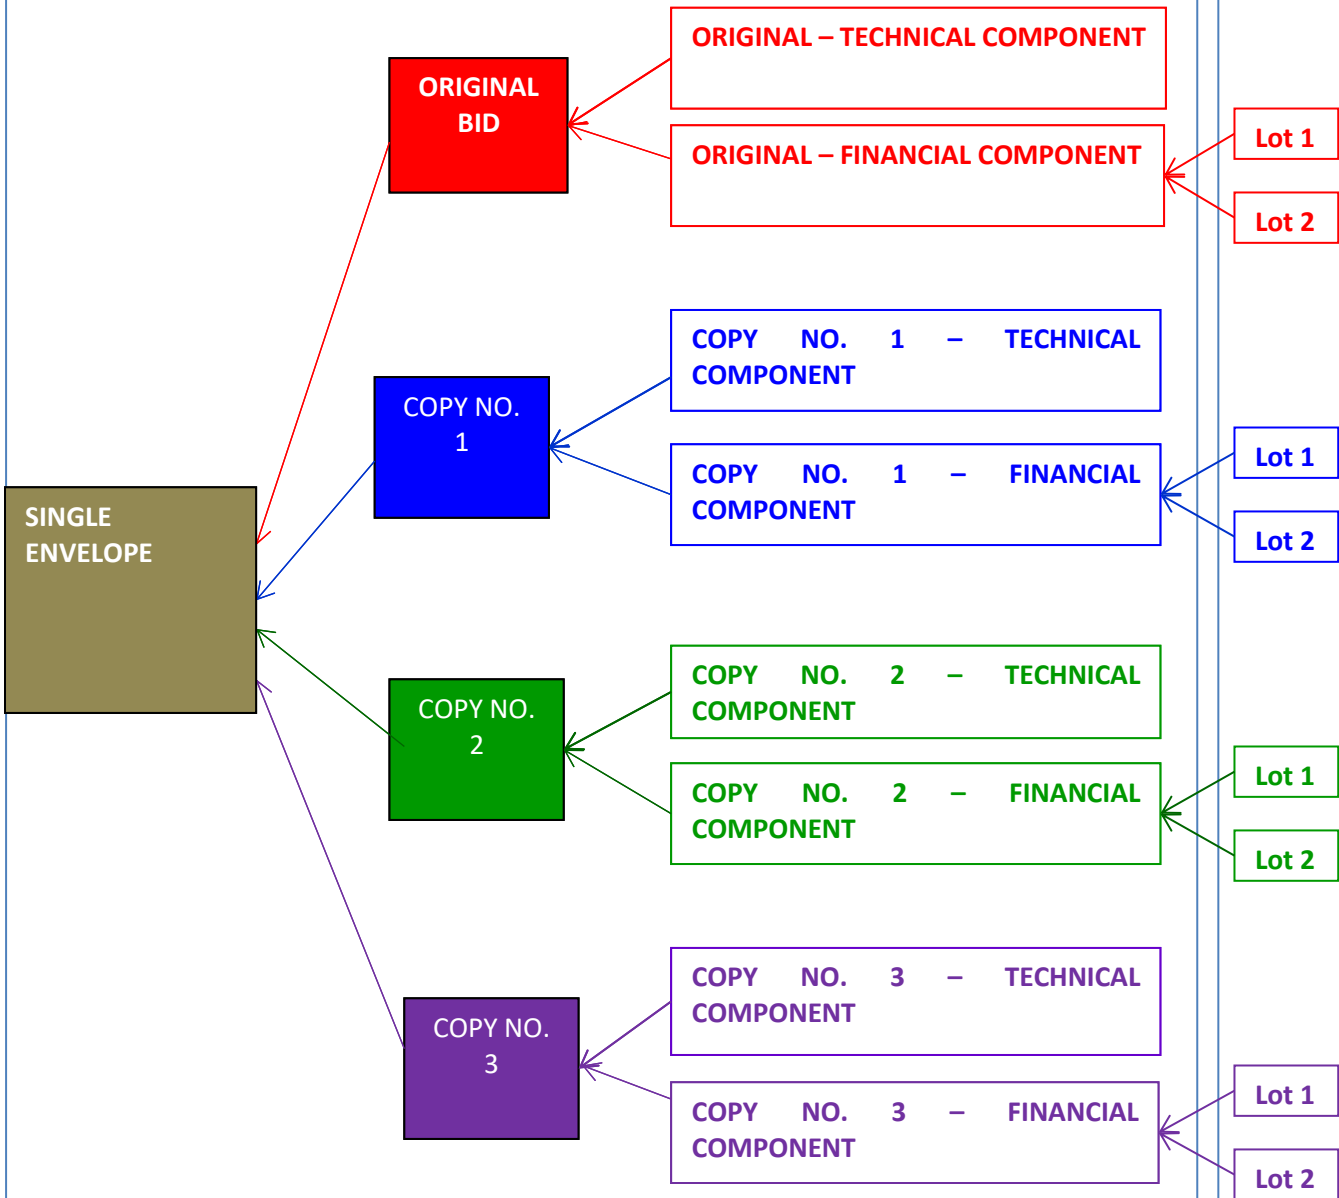 ORIGINAL – TECHNICAL COMPONENT
ORIGINAL
BID
ORIGINAL – FINANCIAL COMPONENT
Lot 1
Lot 2
COPY NO. 1 – TECHNICAL
COMPONENT
COPY NO.
1
COPY NO. 1 – FINANCIAL
COMPONENT
Lot 1
Lot 2
SINGLE
ENVELOPE
COPY NO. 2 – TECHNICAL
COMPONENT
COPY NO.
2
COPY NO. 2 – FINANCIAL
COMPONENT
Lot 1
Lot 2
COPY NO. 3 – TECHNICAL
COMPONENT
COPY NO.
3
COPY NO. 3 – FINANCIAL
COMPONENT
Lot 1
Lot 2